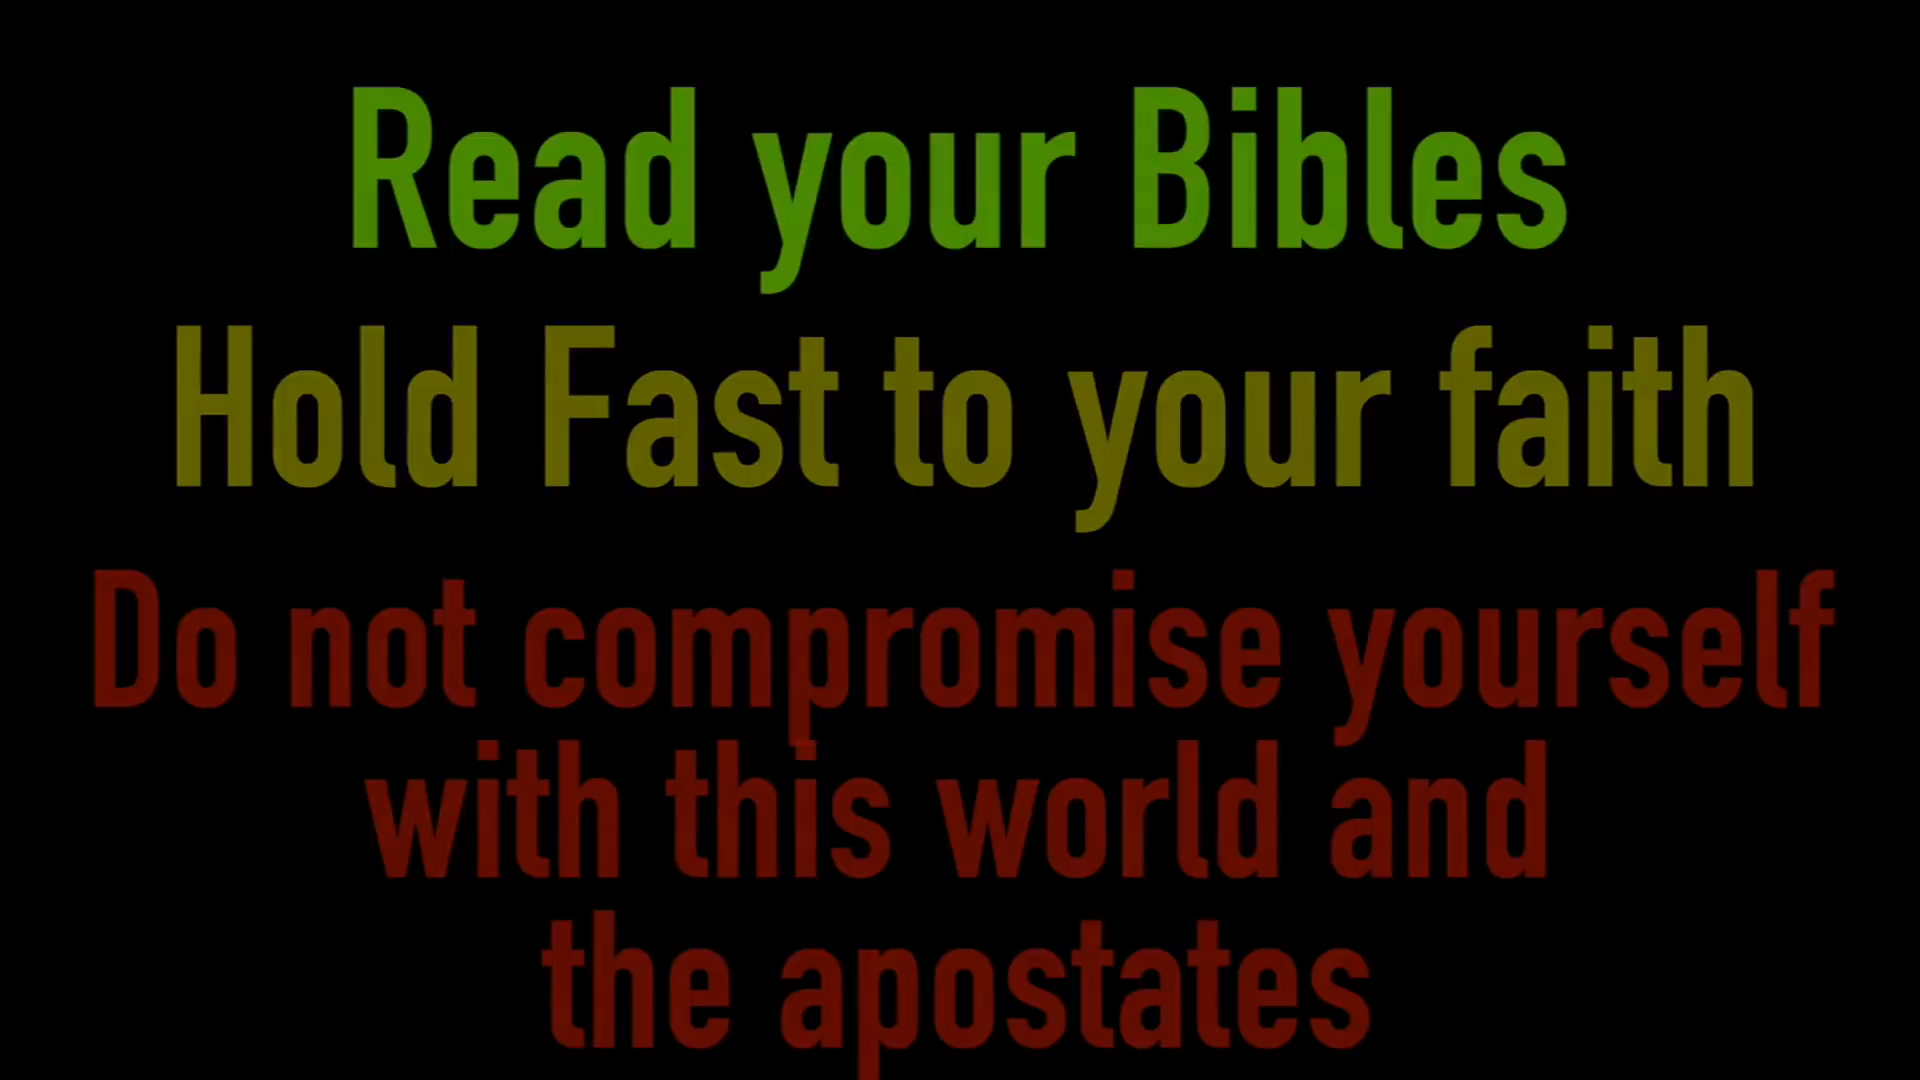 Read your Bibles
Hold Fast to your faith
Do not compromise yourself
with this world and
the apostates